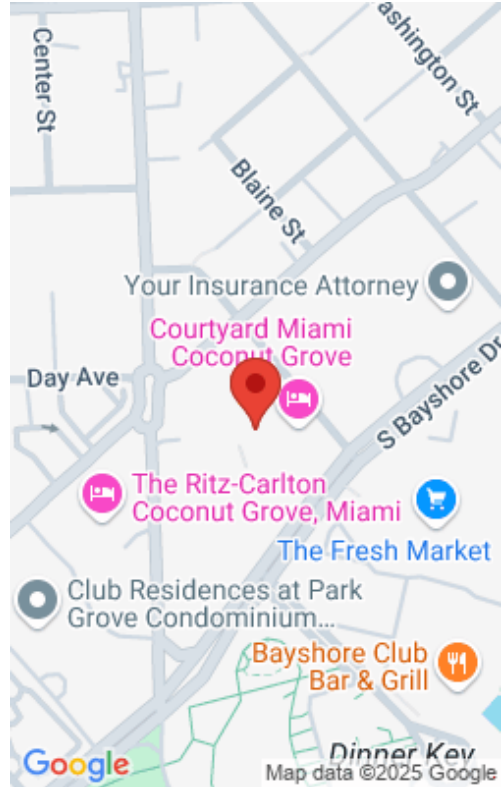 Center St
ashington St
Blaine St
Your Insurance Attorney
Courtyard Miami
Coconut Grove
Day Ave
S Bayshore Dr
The Ritz-Carlton
Coconut Grove, Miami
The Fresh Market
Club Residences at Park
Grove Condominium...
Bayshore Club
Bar & Grill
Dinner Key
Google
Map data ©2025 Google